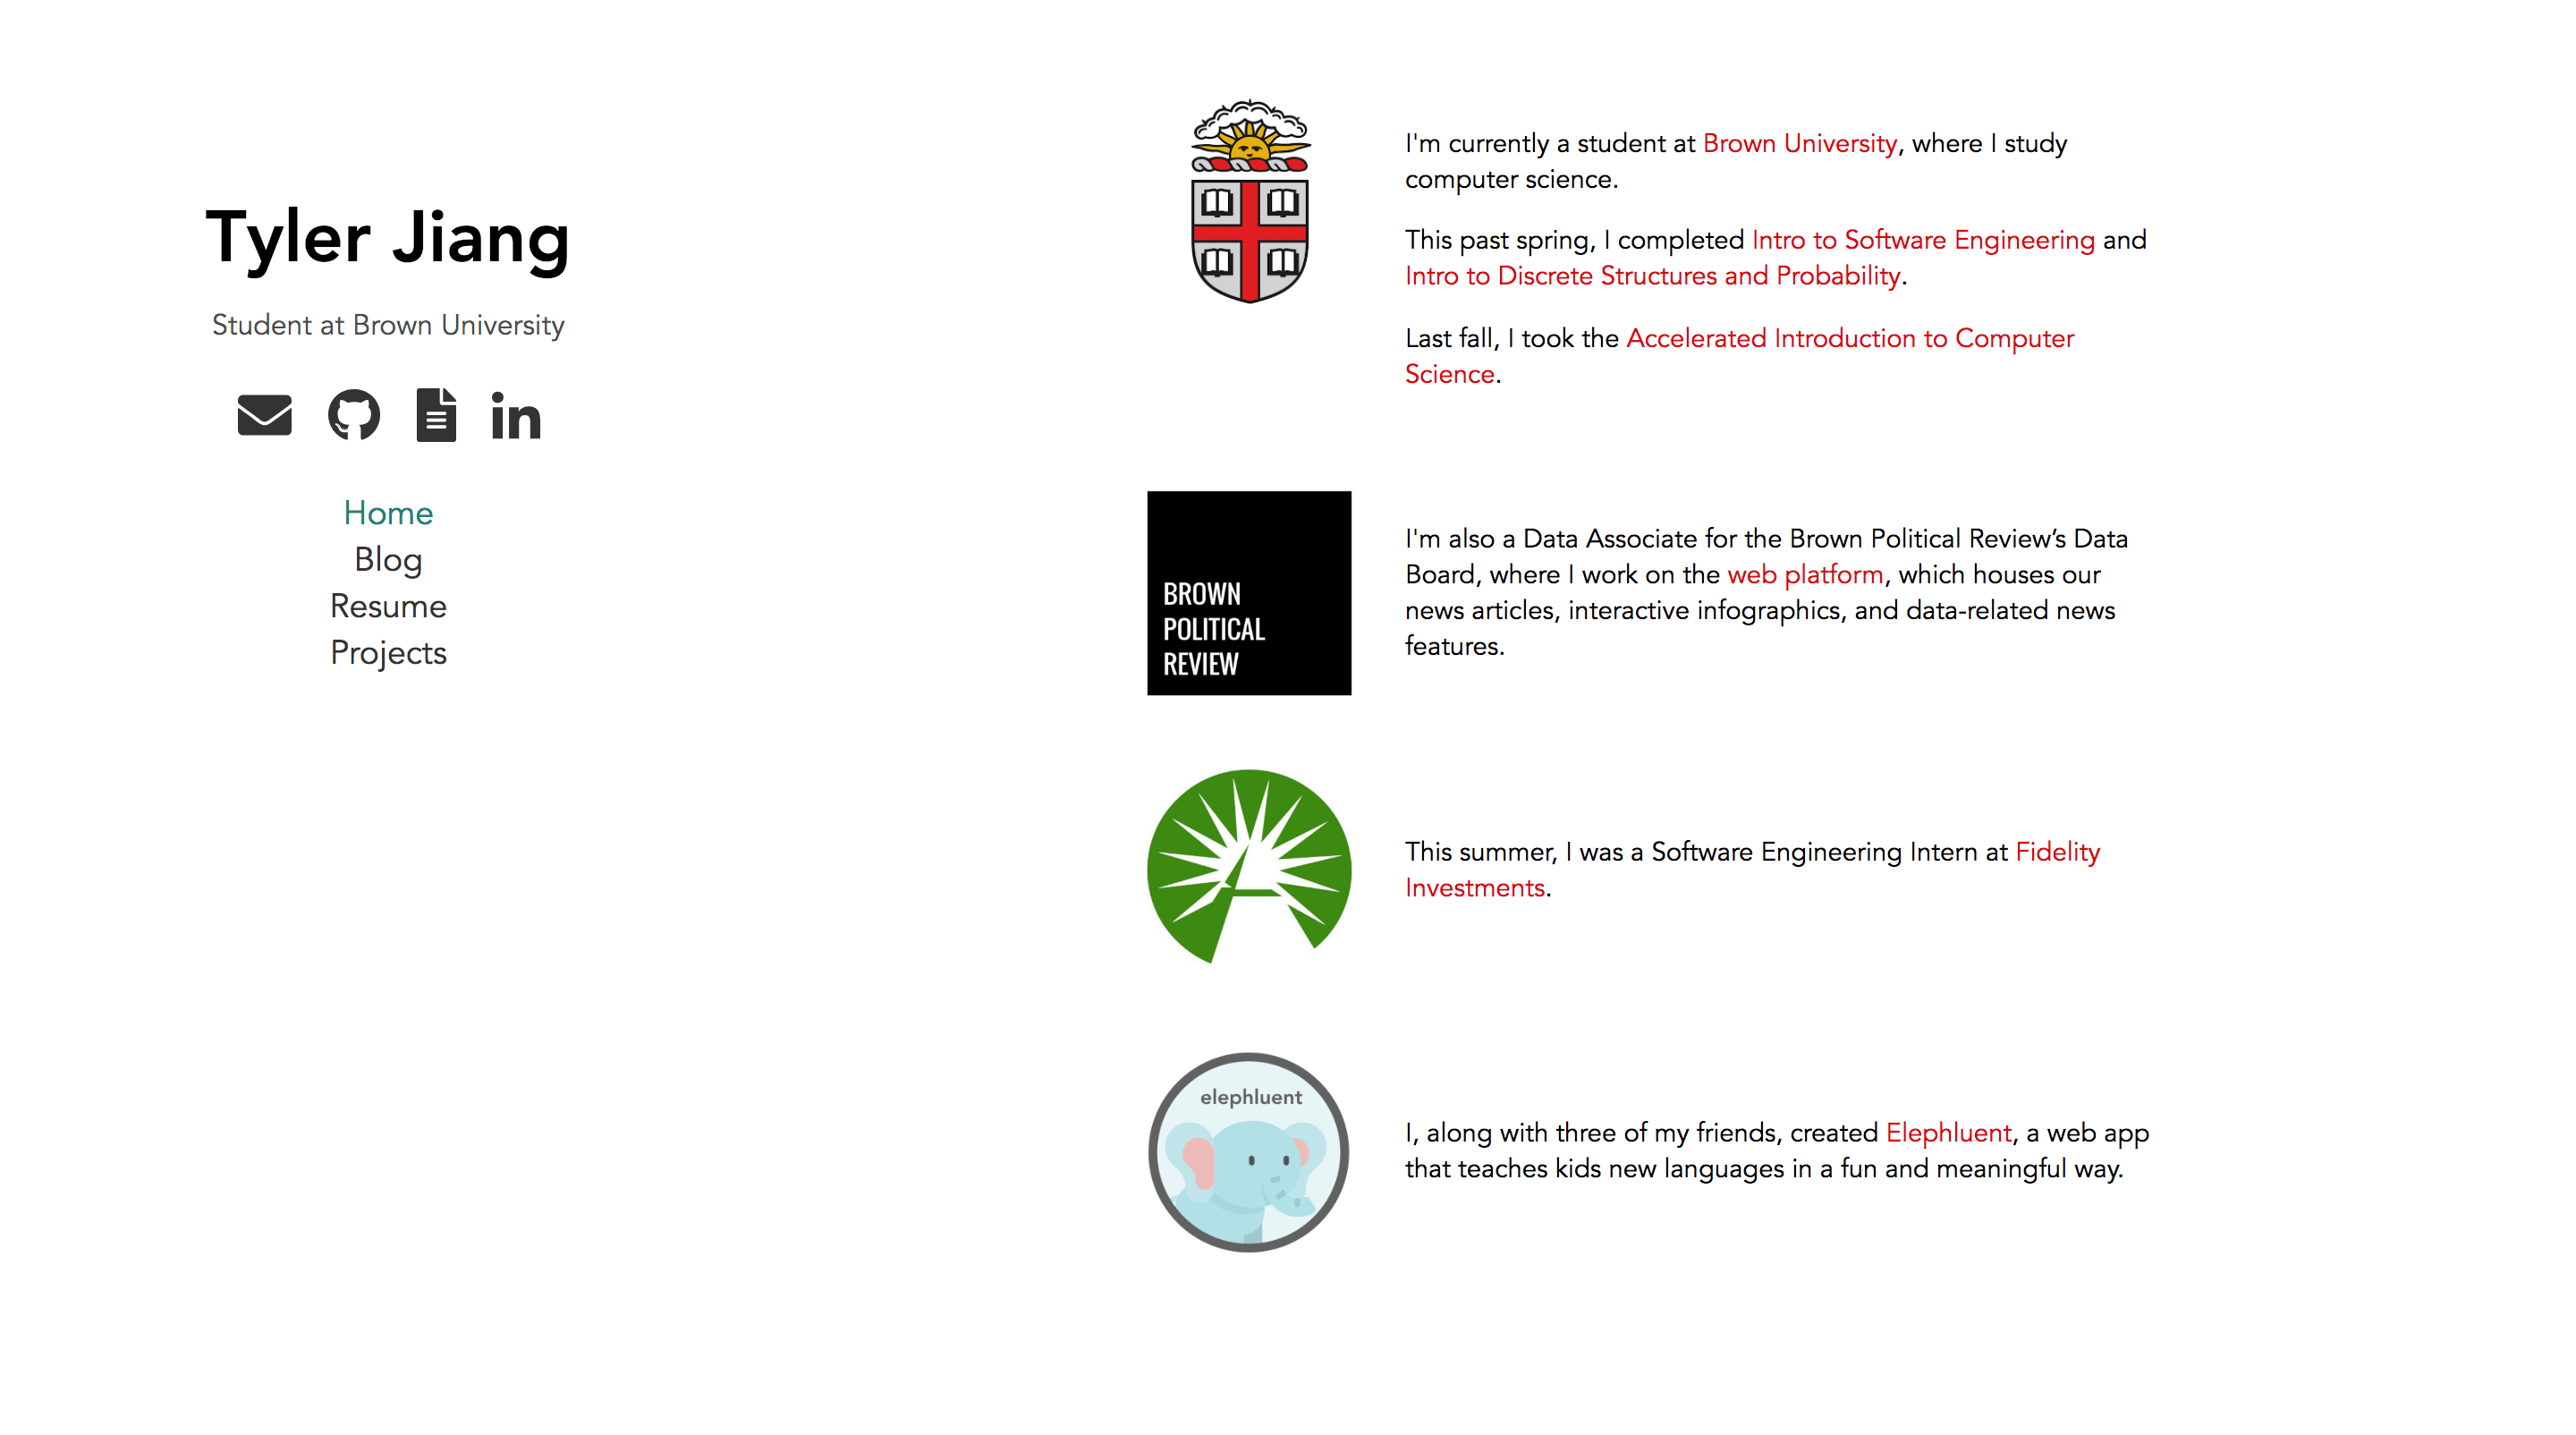 Tyler Jiang
Student at Brown University
Home
Blog
Resume
Projects
I'm currently a student at Brown University, where I study
computer science.
This past spring, I completed Intro to Software Engineering and
Intro to Discrete Structures and Probability.
Last fall, I took the Accelerated Introduction to Computer
Science.
BROWN
POLITICAL
REVIEW
I'm also a Data Associate for the Brown Political Review’s Data
Board, where I work on the web platform, which houses our
news articles, interactive infographics, and data-related news
features.
This summer, I was a Software Engineering Intern at Fidelity
Investments.
elephluent
I, along with three of my friends, created Elephluent, a web app
that teaches kids new languages in a fun and meaningful way.